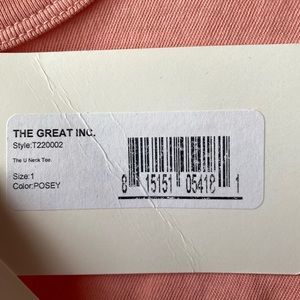 THE GREAT INC.
Style:T220002
The U Neck Tee.
Size:1
Color:POSEY
8 15151 05418 1